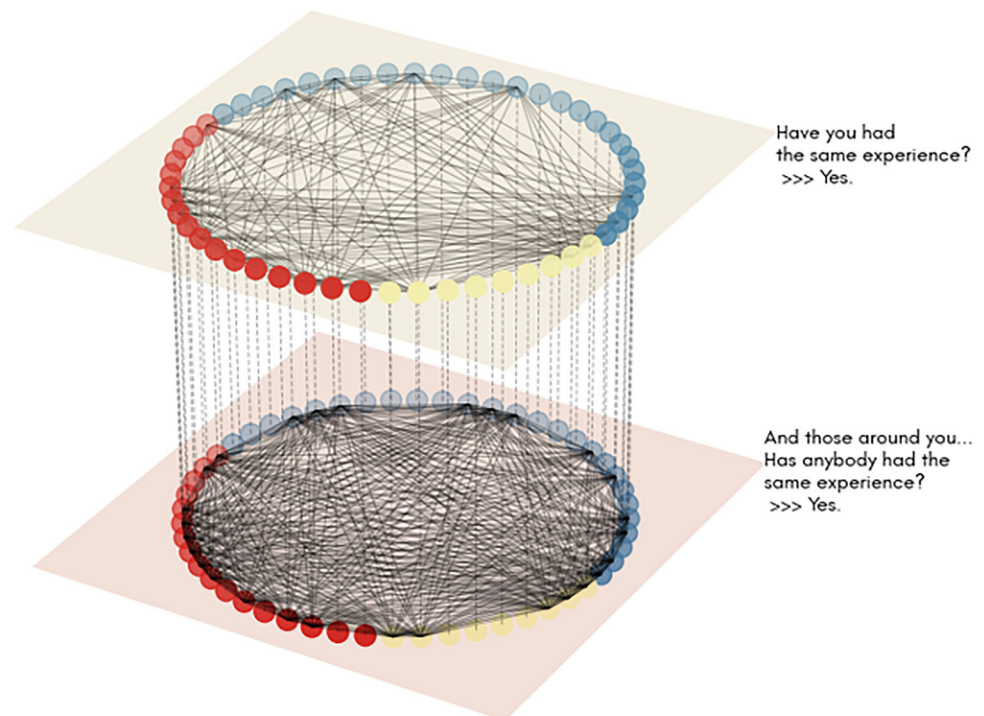 Have you had
the same experience?
>>> Yes.
And those around you...
Has anybody had the
same experience?
>>> Yes.